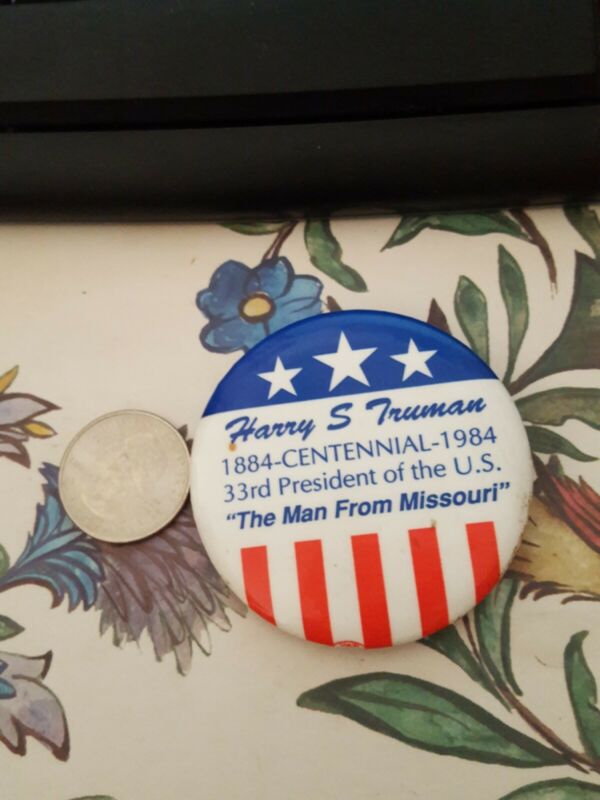 Harry S Truman
1884-CENTENNIAL-1984
33rd President of the U.S.
"The Man From Missouri"